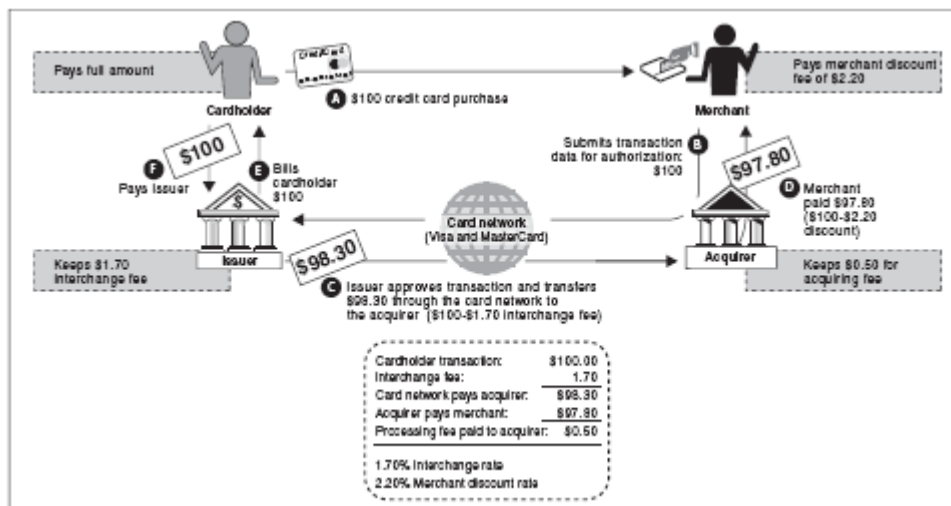 Pays full amount
CreditCard
Pays merchant discount
fee of $2.20
A $100 credit card purchase
Cardholder
Merchant
F
$100
Pays issuer
E Bills
cardholder
$100
Submits transaction
data for authorization:
$100
B
$97.80
D Merchant
paid $97.80
($100-$2.20
discount)
$
Card network
(Visa and MasterCard)
Issuer
$98.30
Acquirer
Keeps $1.70
interchange fee
Keeps $0.50 for
acquiring fee
C Issuer approves transaction and transfers
$98.30 through the card network to
the acquirer ($100-$1.70 interchange fee)
Cardholder transaction: $100.00
Interchange fee: 1.70
Card network pays acquirer: $98.30
Acquirer pays merchant: $97.80
Processing fee paid to acquirer: $0.50
1.70% Interchange rate
2.20% Merchant discount rate